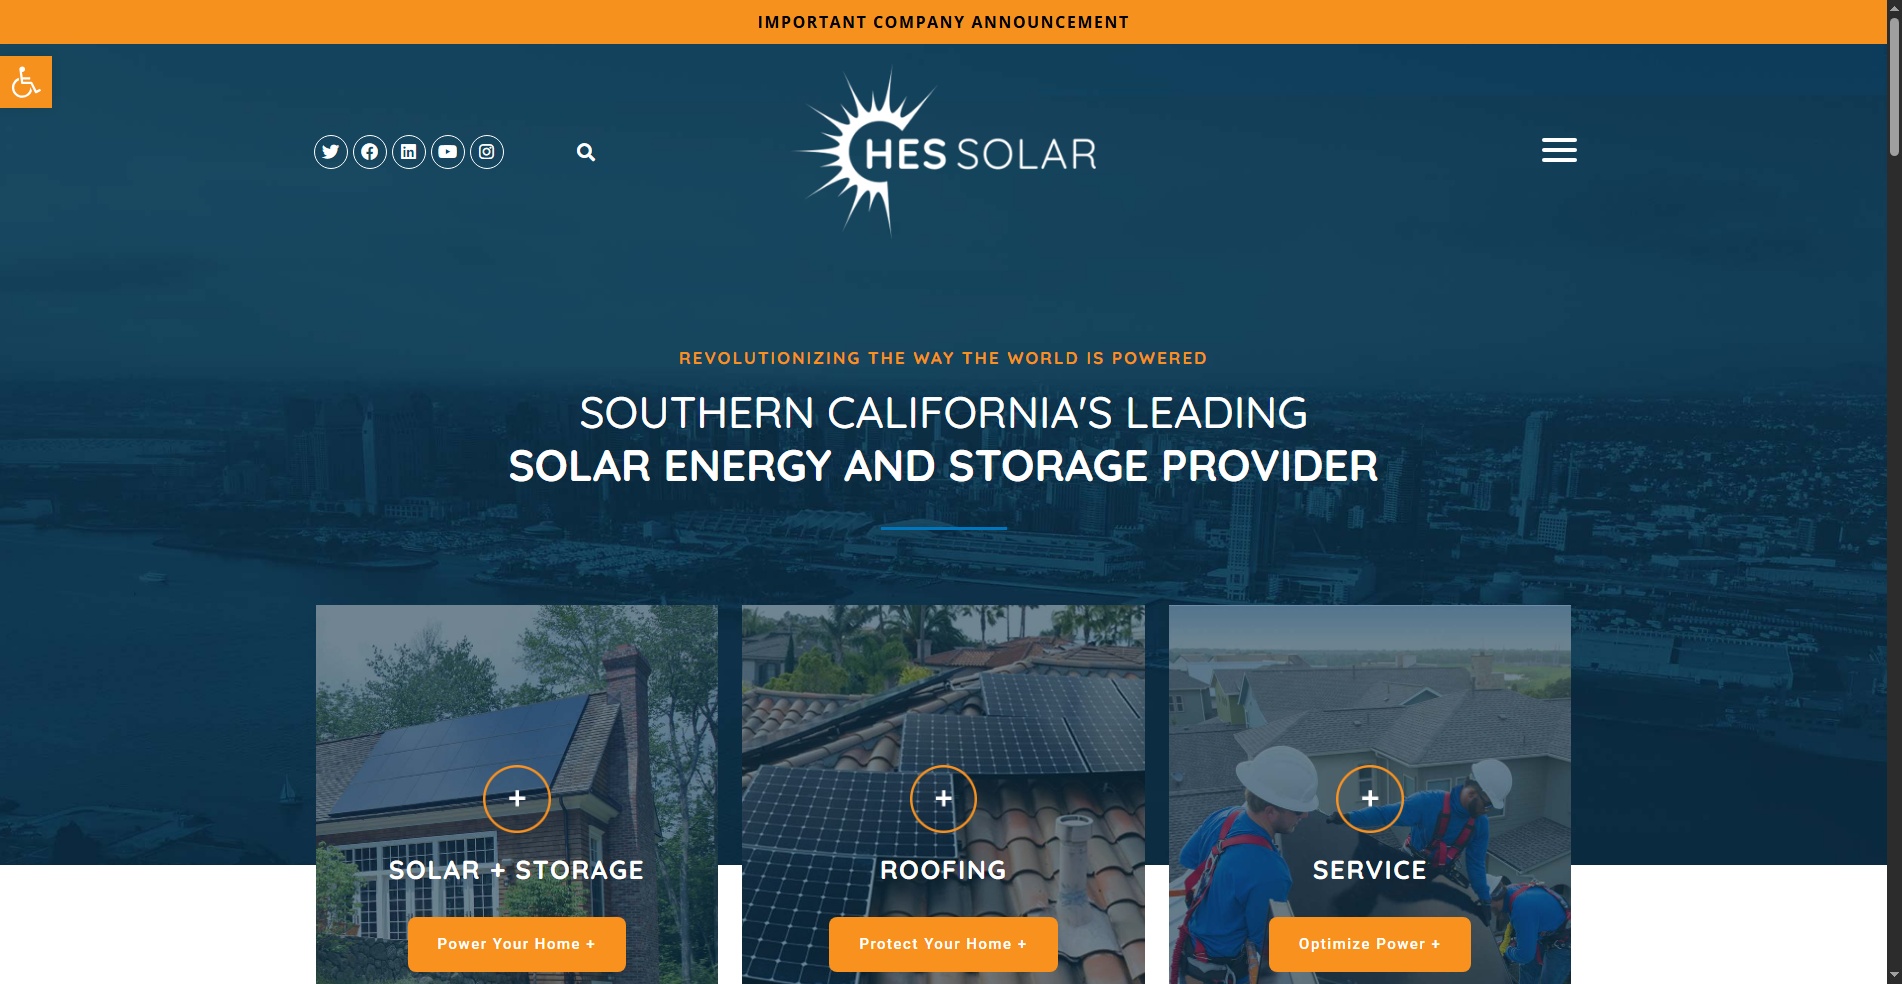 IMPORTANT COMPANY ANNOUNCEMENT
HES SOLAR
REVOLUTIONIZING THE WAY THE WORLD IS POWERED
SOUTHERN CALIFORNIA'S LEADING
SOLAR ENERGY AND STORAGE PROVIDER
SOLAR + STORAGE
Power Your Home +
ROOFING
Protect Your Home +
SERVICE
Optimize Power +